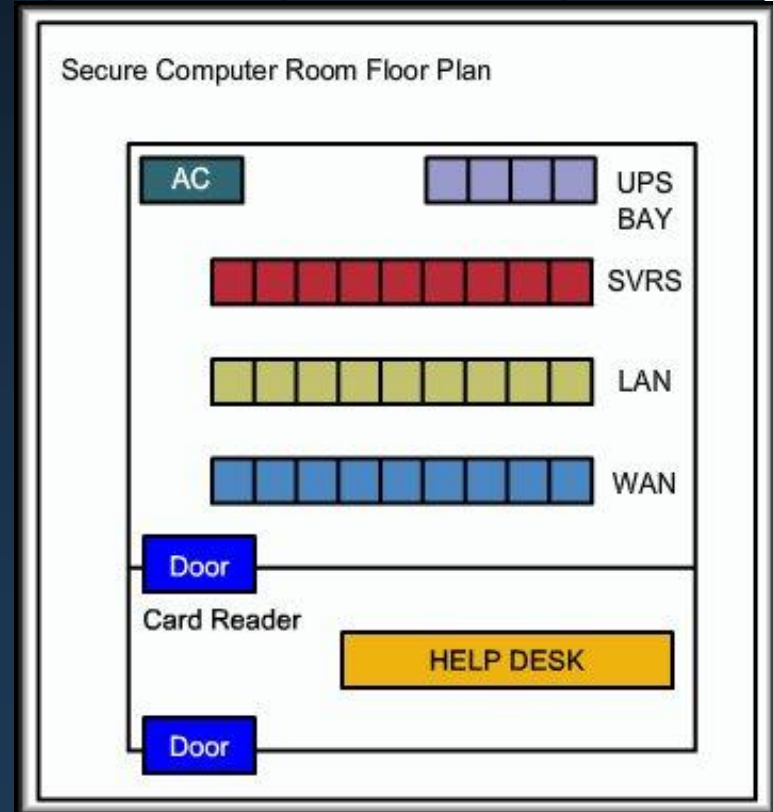 Secure Computer Room Floor Plan
AC
UPS
BAY
SVRS
LAN
WAN
Door
Card Reader
HELP DESK
Door